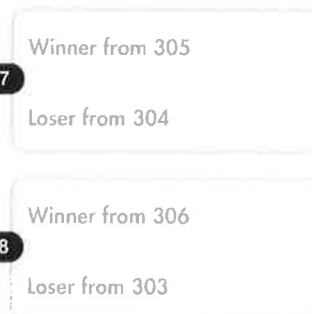 Winner from 305
7
Loser from 304
Winner from 306
8
Loser from 303